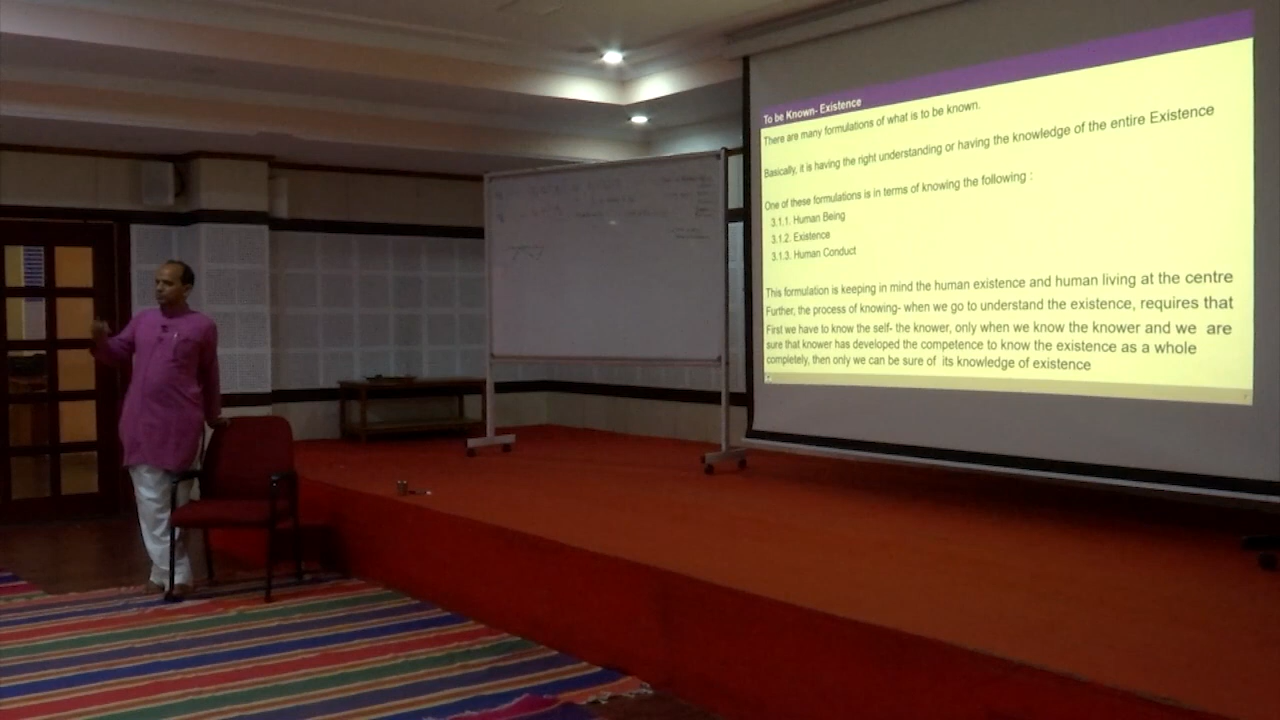 To be Known- Existence
There are many formulations of what is to be known.
Basically, it is having the right understanding or having the knowledge of the entire Existence
One of these formulations is in terms of knowing the following :
3.1.1. Human Being
3.1.2. Existence
3.1.3. Human Conduct
This formulation is keeping in mind the human existence and human living at the centre
Further, the process of knowing- when we go to understand the existence, requires that
First we have to know the self- the knower, only when we know the knower and we are
sure that knower has developed the competence to know the existence as a whole
completely, then only we can be sure of its knowledge of existence